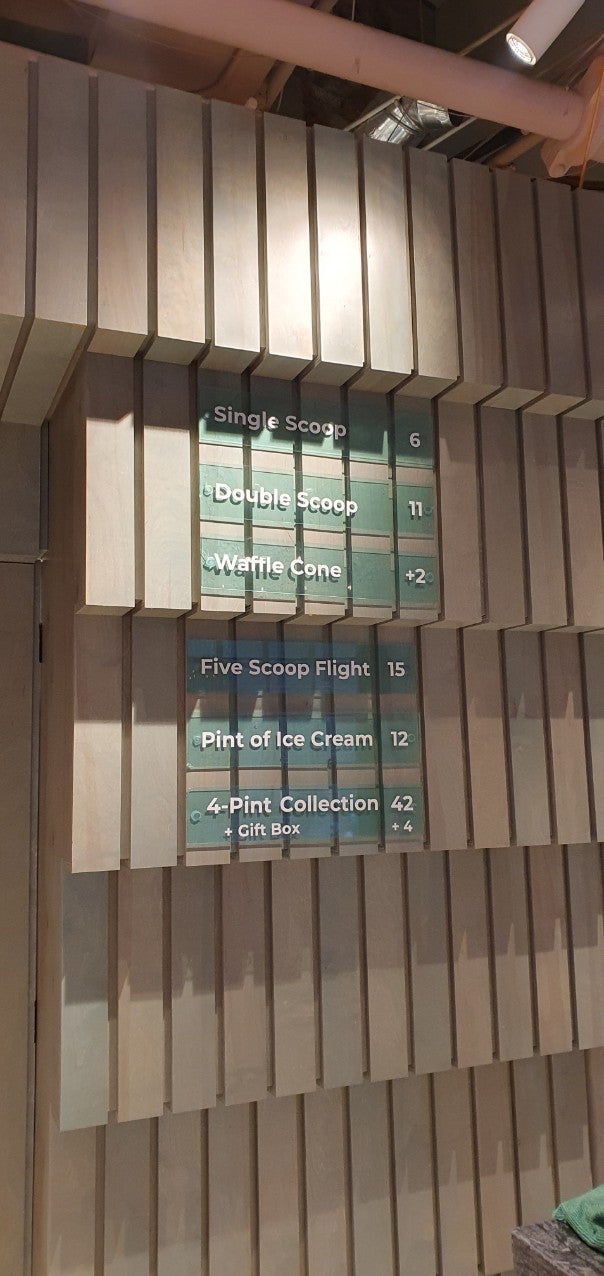 Single Scoop 6
Double Scoop 11
Waffle Cone +2
Five Scoop Flight 15
Pint of Ice Cream 12
4-Pint Collection 42
+ Gift Box + 4